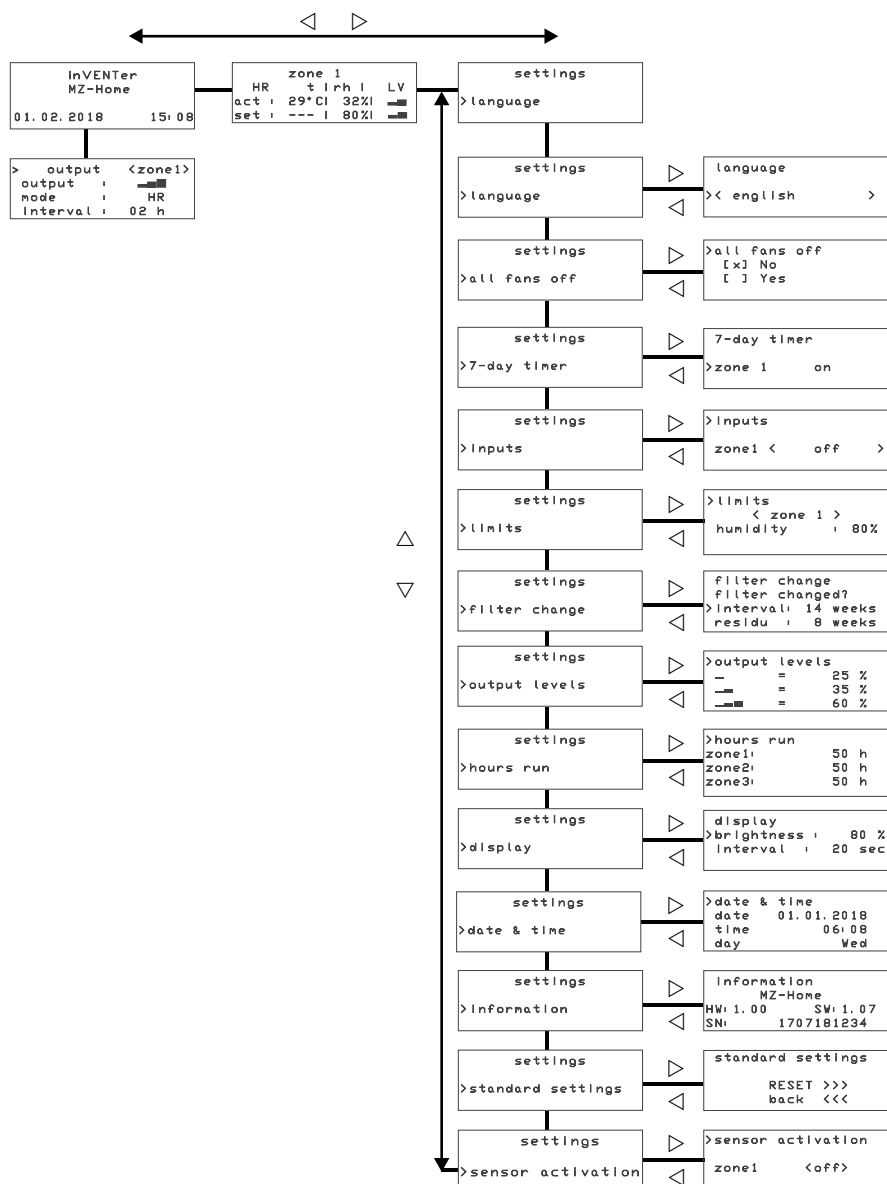 InVENTer
MZ-Home
01.02.2018 15:08
zone 1
HR t |rh | LV
act : 29°C| 32%|
set : --- | 80%|
settings
>language
> output <zone1>
output :
mode HR
interval : 02 h
settings
>language
language
>< english >
settings
>all fans off
>all fans off
[x] No
[ ] Yes
settings
>7-day timer
7-day timer
>zone 1 on
settings
>inputs
>inputs
zone1 < off >
settings
>limits
>limits
< zone 1 >
humidity : 80%
settings
>filter change
filter change
filter changed?
>interval: 14 weeks
residu : 8 weeks
settings
>output levels
>output levels
= 25 %
= 35 %
= 60 %
settings
>hours run
>hours run
zone1: 50 h
zone2: 50 h
zone3: 50 h
settings
>display
display
>brightness : 80 %
interval : 20 sec
settings
>date & time
>date & time
date 01.01.2018
time 06:08
day Wed
settings
>information
information
MZ-Home
HW: 1.00 SW: 1.07
SN: 1707181234
settings
>standard settings
standard settings
RESET >>>
back <<<
settings
>sensor activation
>sensor activation
zone1 <off>